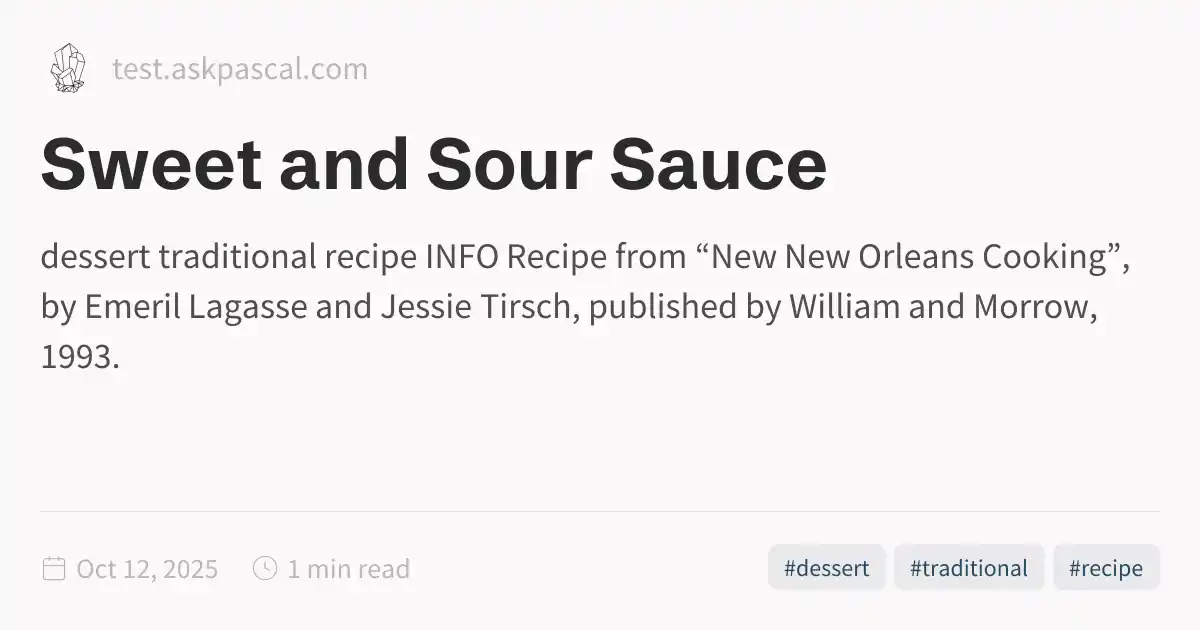 test.askpascal.com
Sweet and Sour Sauce
dessert traditional recipe INFO Recipe from “New New Orleans Cooking”,
by Emeril Lagasse and Jessie Tirsch, published by William and Morrow,
1993.
Oct 12, 2025 1 min read #dessert #traditional #recipe